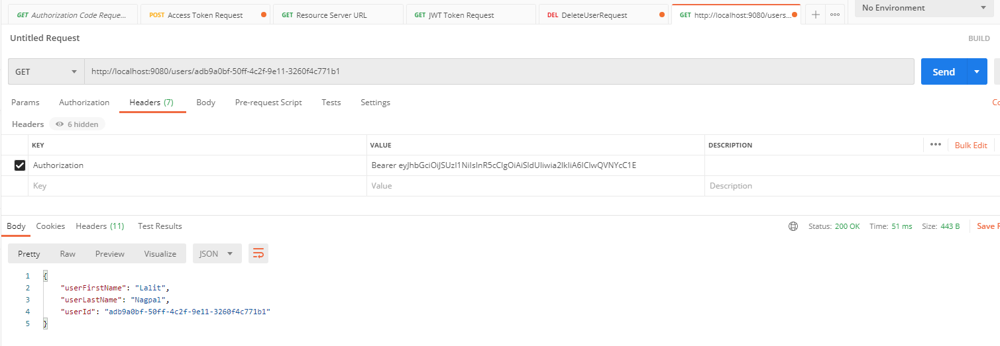 GET Authorization Code Reque... POST Access Token Request GET Resource Server URL GET JWT Token Request DEL DeleteUserRequest GET http://localhost:9080/users... No Environment
Untitled Request BUILD
GET http://localhost:9080/users/adb9a0bf-50ff-4c2f-9e11-3260f4c771b1 Send
Params Authorization Headers (7) Body Pre-request Script Tests Settings Co
Headers 6 hidden
KEY VALUE DESCRIPTION Bulk Edit
Authorization Bearer eyJhbGciOiJSUzI1NiIsInR5cCIgOiAiSldUIiwia2lkIiA6ICIwQVNYcC1E
Key Value Description
Body Cookies Headers (11) Test Results Status: 200 OK Time: 51 ms Size: 443 B Save R
Pretty Raw Preview Visualize JSON
1 {
2 "userFirstName": "Lalit",
3 "userLastName": "Nagpal",
4 "userId": "adb9a0bf-50ff-4c2f-9e11-3260f4c771b1"
5 }